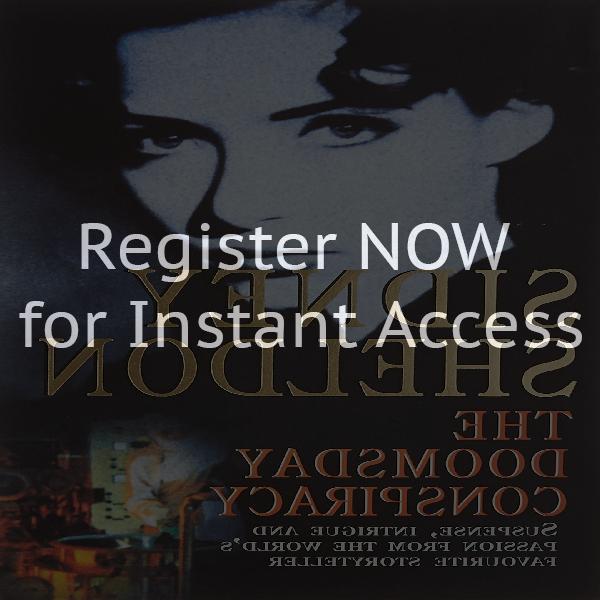 Register NOW
for Instant Access
SIDNEY
SHELDON
THE
DOOMSDAY
CONSPIRACY
SUSPENSE, INTRIGUE AND
PASSION FROM THE WORLD'S
FAVOURITE STORYTELLER